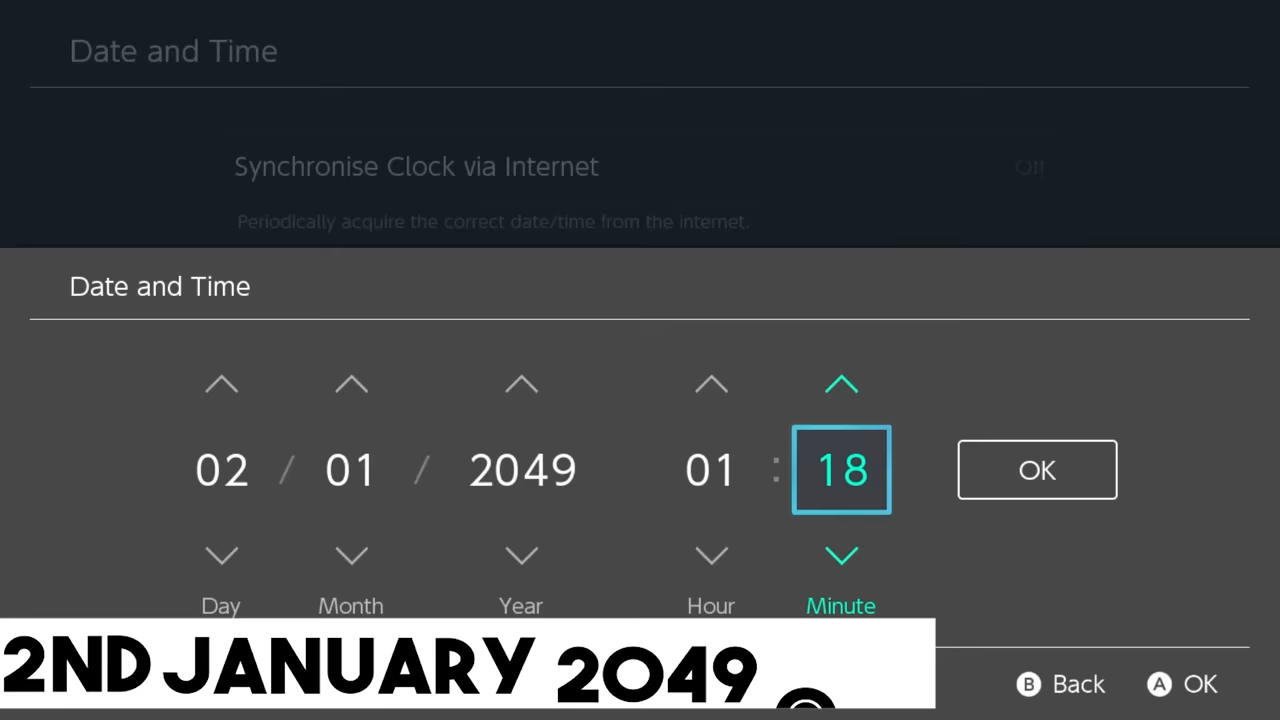 Date and Time
Synchronise Clock via Internet Off
Periodically acquire the correct date/time from the internet.
Date and Time
02 / 01 / 2049 01 : 18 OK
Day Month Year Hour Minute
2ND JANUARY 2049
B Back A OK